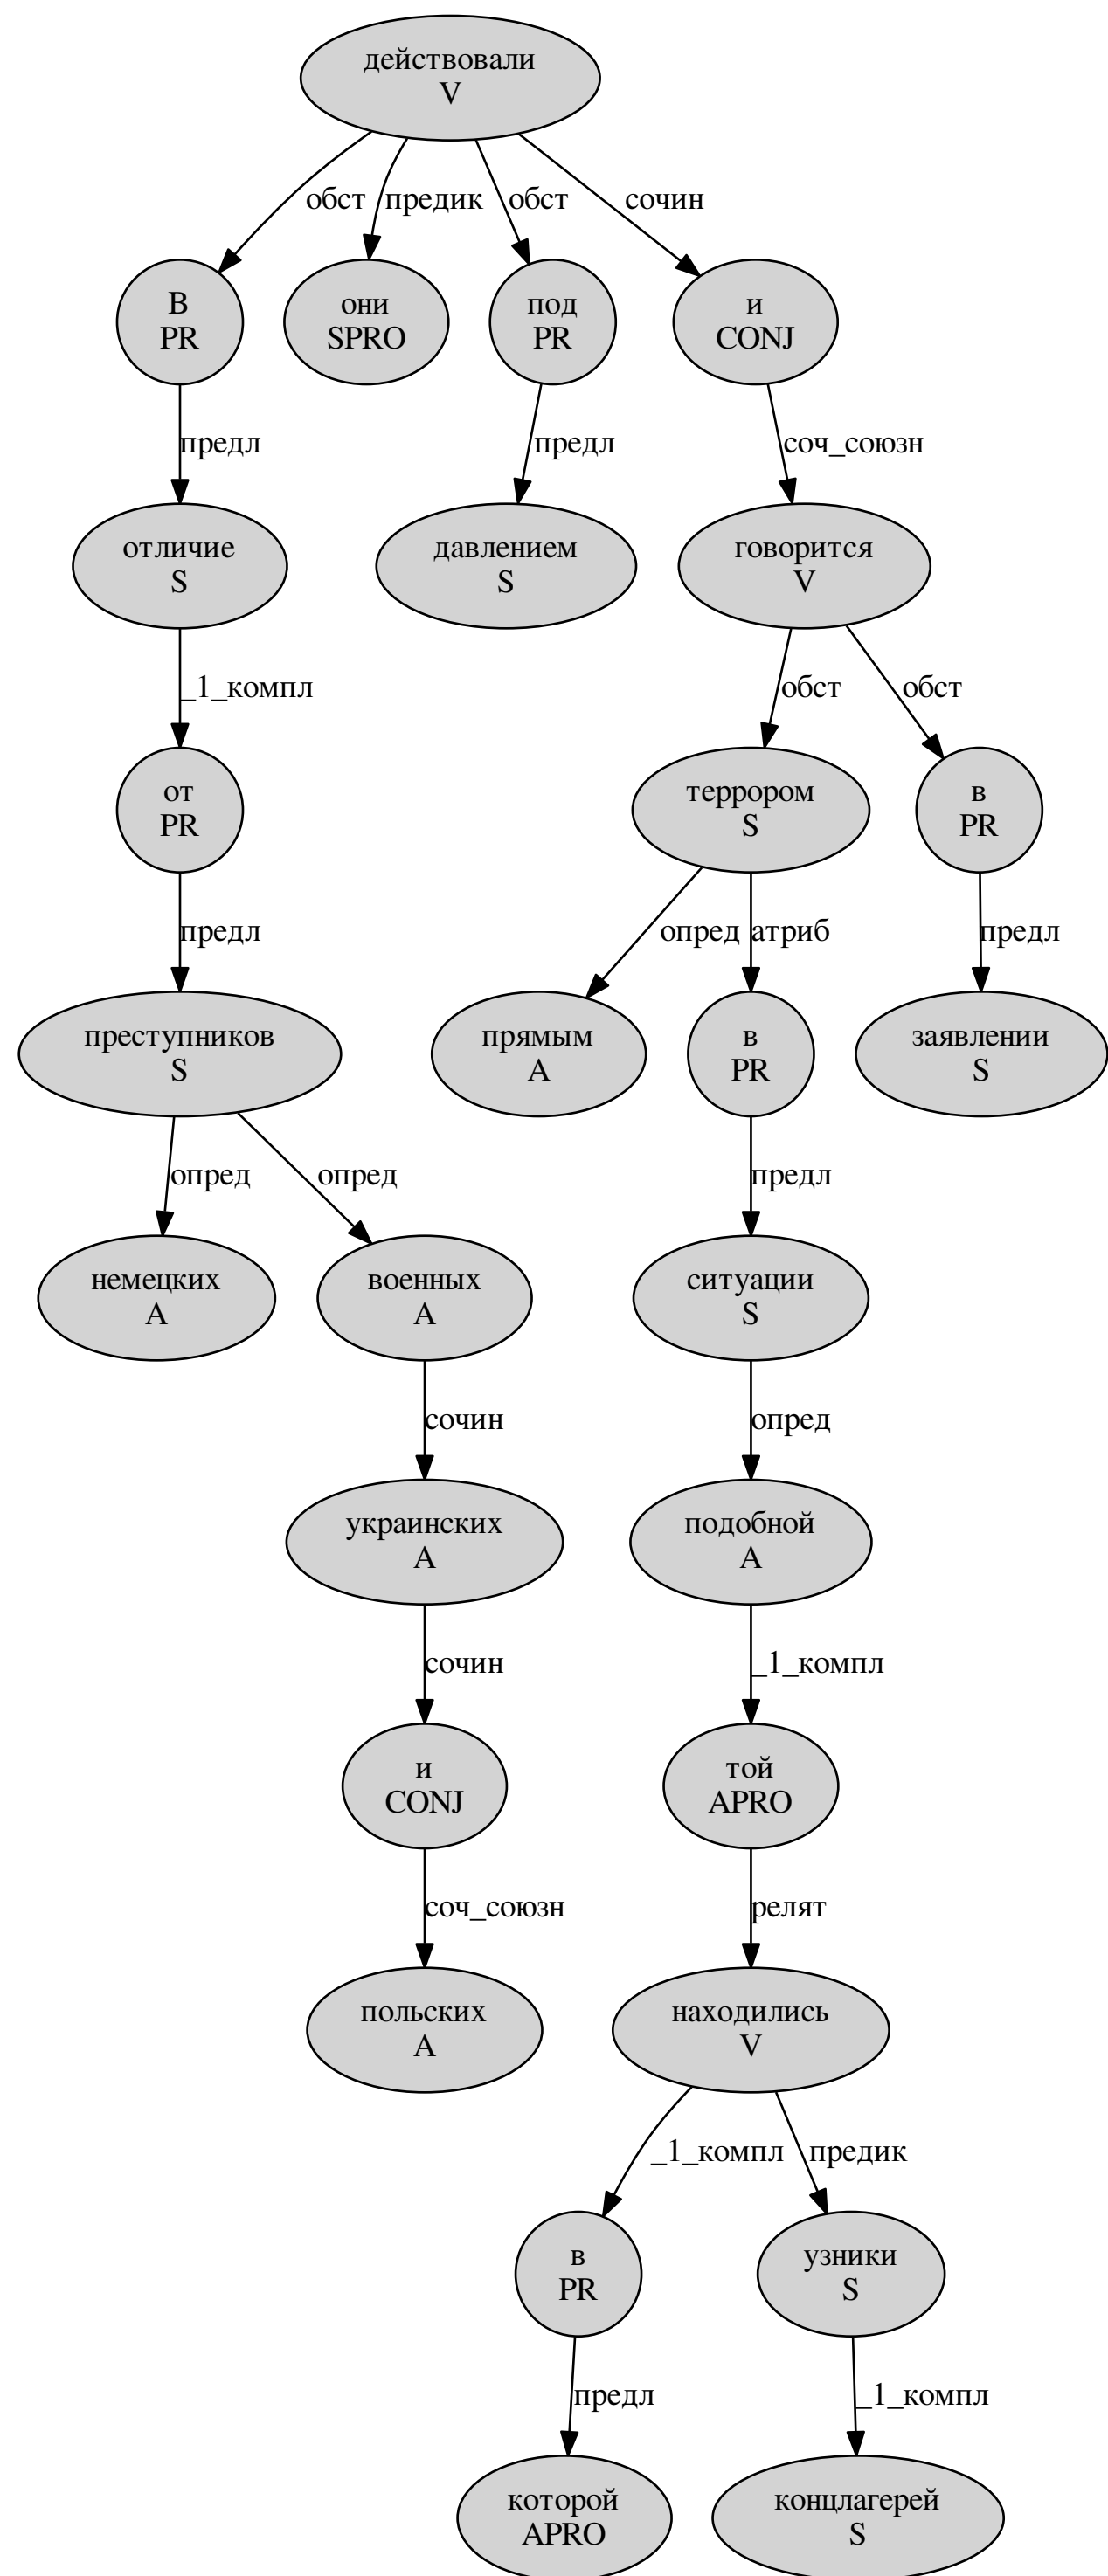 действовали
V
обст
предик
обст
сочин
В
PR
они
SPRO
под
PR
и
CONJ
предл
предл
соч_союзн
отличие
S
давлением
S
говорится
V
_1_компл
обст
обст
от
PR
террором
S
в
PR
предл
опред
атриб
предл
преступников
S
прямым
A
в
PR
заявлении
S
опред
опред
предл
немецких
A
военных
A
ситуации
S
сочин
опред
украинских
A
подобной
A
сочин
_1_компл
и
CONJ
той
APRO
соч_союзн
релят
польских
A
находились
V
_1_компл
предик
в
PR
узники
S
предл
_1_компл
которой
APRO
концлагерей
S